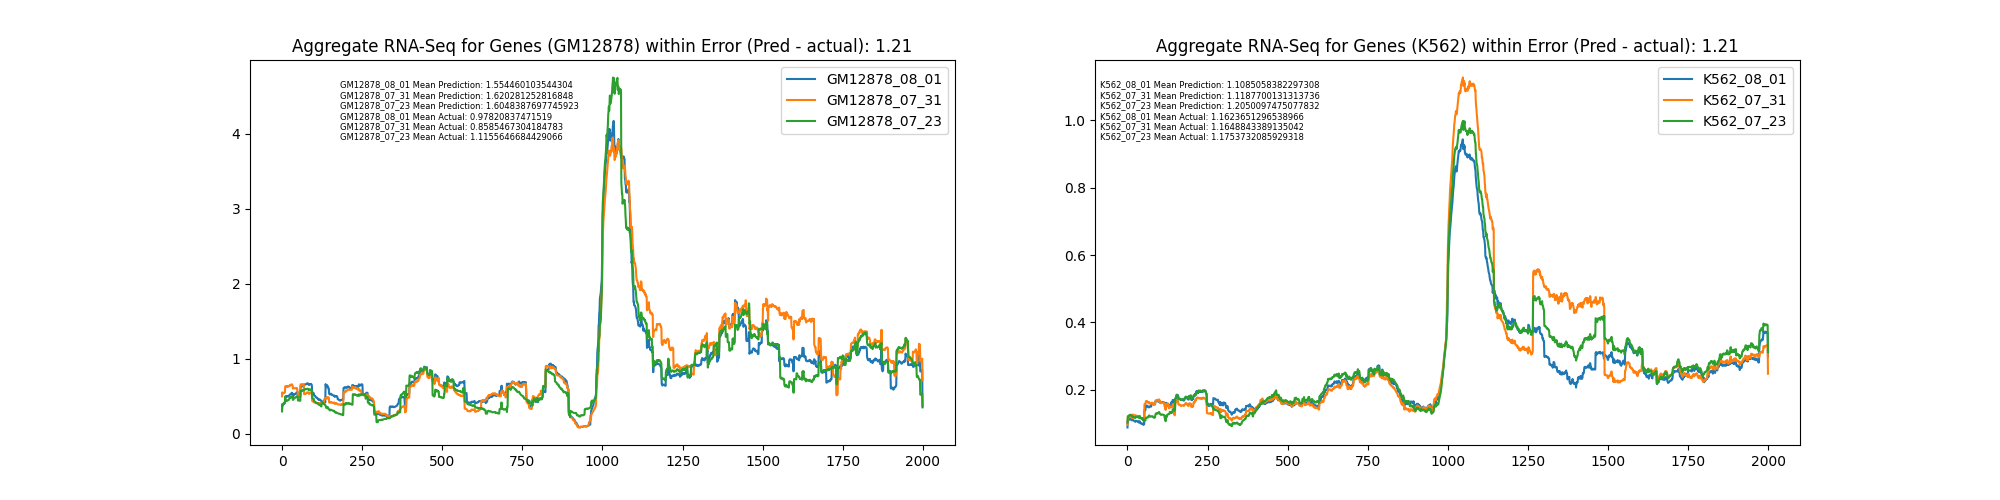 Aggregate RNA-Seq for Genes (GM12878) within Error (Pred - actual): 1.21
GM12878_08_01 Mean Prediction: 1.554460103544304
GM12878_07_31 Mean Prediction: 1.620281252816848
GM12878_07_23 Mean Prediction: 1.6048387697745923
GM12878_08_01 Mean Actual: 0.97820837471519
GM12878_07_31 Mean Actual: 0.8585467304184783
GM12878_07_23 Mean Actual: 1.1155646684429066
GM12878_08_01
GM12878_07_31
GM12878_07_23
4
3
2
1
0
0
250
500
750
1000
1250
1500
1750
2000
Aggregate RNA-Seq for Genes (K562) within Error (Pred - actual): 1.21
K562_08_01 Mean Prediction: 1.1085058382297308
K562_07_31 Mean Prediction: 1.1187700131313736
K562_07_23 Mean Prediction: 1.2050097475077832
K562_08_01 Mean Actual: 1.1623651296538966
K562_07_31 Mean Actual: 1.1648843389135042
K562_07_23 Mean Actual: 1.1753732085929318
K562_08_01
K562_07_31
K562_07_23
1.0
0.8
0.6
0.4
0.2
0
250
500
750
1000
1250
1500
1750
2000